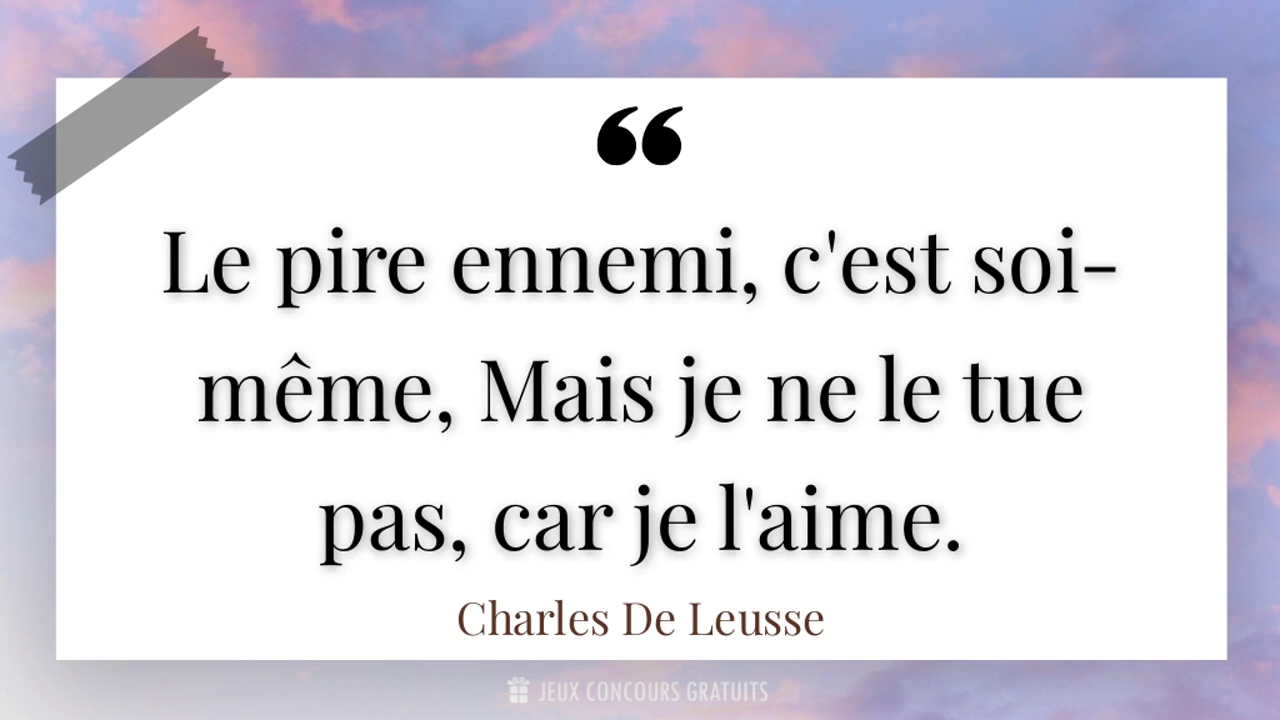 “
Le pire ennemi, c'est soi-
même, Mais je ne le tue
pas, car je l'aime.
Charles De Leusse
JEUX CONCOURS GRATUITS